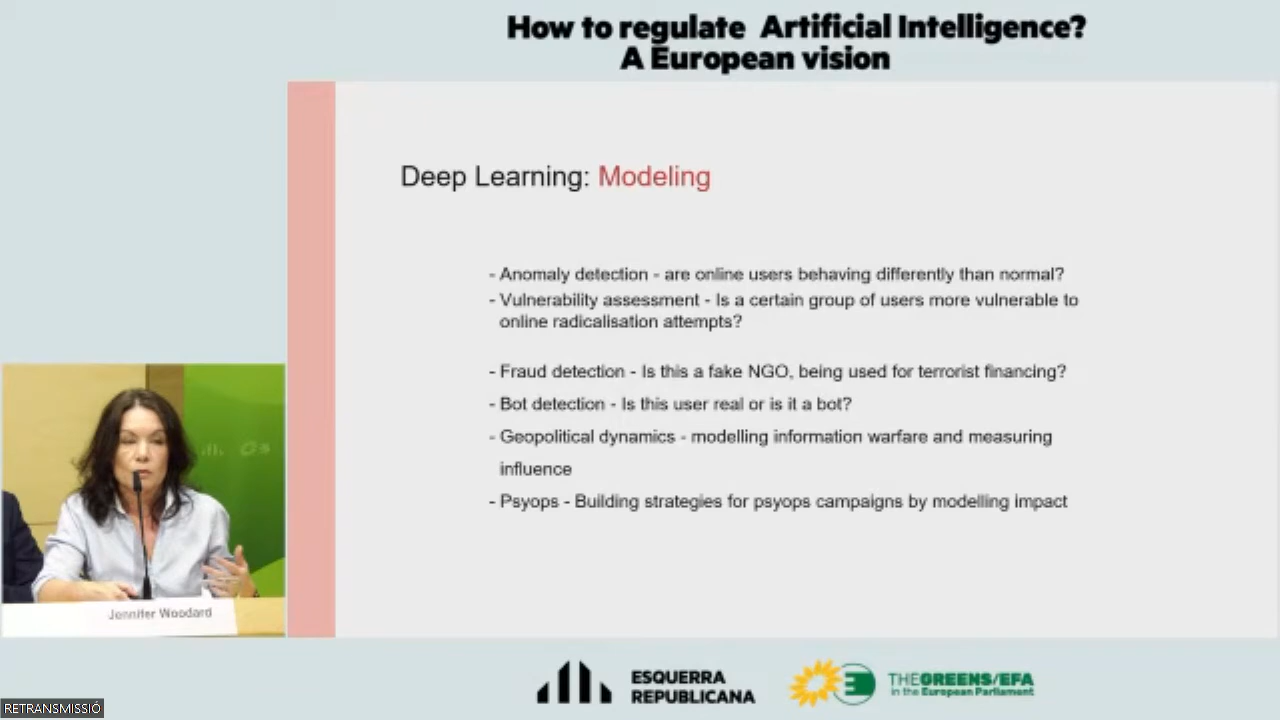 How to regulate Artificial Intelligence?
A European vision
Deep Learning: Modeling
- Anomaly detection - are online users behaving differently than normal?
- Vulnerability assessment - Is a certain group of users more vulnerable to
online radicalisation attempts?
- Fraud detection - Is this a fake NGO, being used for terrorist financing?
- Bot detection - Is this user real or is it a bot?
- Geopolitical dynamics - modelling information warfare and measuring
influence
- Psyops - Building strategies for psyops campaigns by modelling impact
Jennifer Woodard
ESQUERRA
REPUBLICANA
THE GREENS/EFA
in the European Parliament
RETRANSMISSIÓ